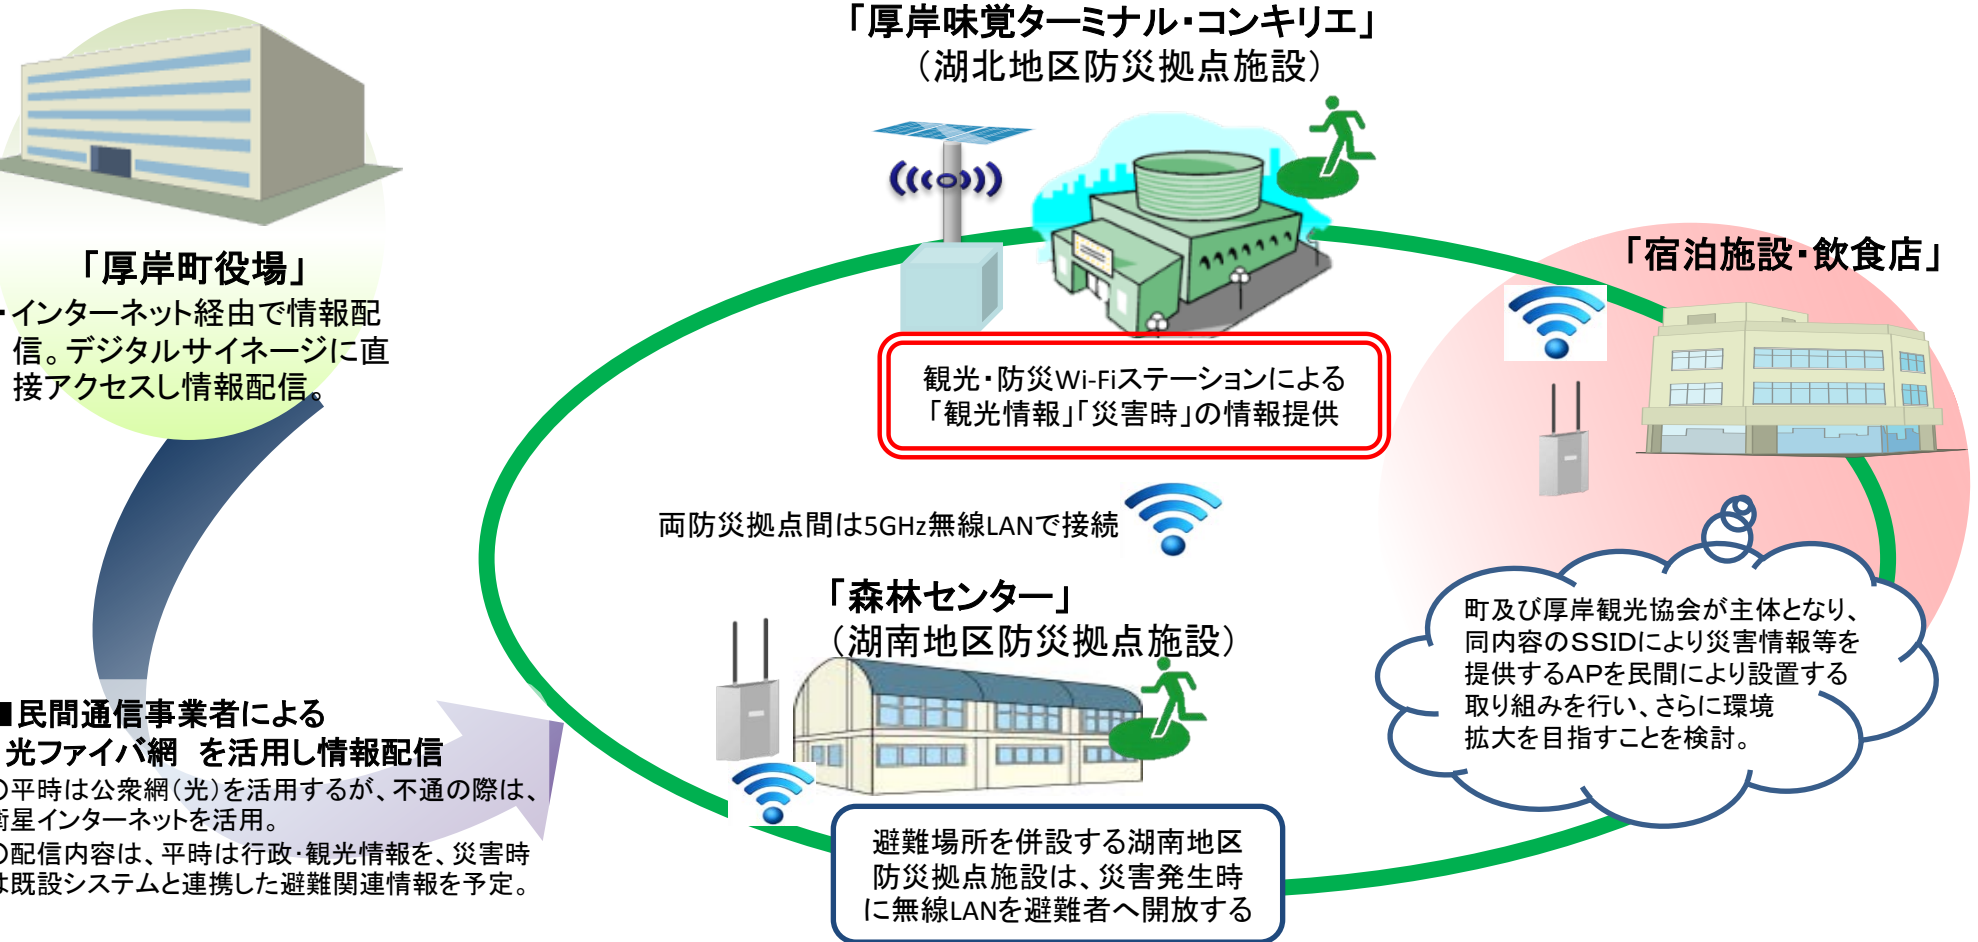 「厚岸味覚ターミナル・コンキリエ」
（湖北地区防災拠点施設）
「厚岸町役場」
・インターネット経由で情報配
信。デジタルサイネージに直
接アクセスし情報配信。
「宿泊施設・飲食店」
観光・防災Wi-Fiステーションによる
「観光情報」「災害時」の情報提供
両防災拠点間は5GHz無線LANで接続
「森林センター」
（湖南地区防災拠点施設）
町及び厚岸観光協会が主体となり、
同内容のSSIDにより災害情報等を
提供するAPを民間により設置する
取り組みを行い、さらに環境
拡大を目指すことを検討。
■民間通信事業者による
光ファイバ網　を活用し情報配信
平時は公衆網（光）を活用するが、不通の際は、
衛星インターネットを活用。
配信内容は、平時は行政・観光情報を、災害時
は既設システムと連携した避難関連情報を予定。
避難場所を併設する湖南地区
防災拠点施設は、災害発生時
に無線LANを避難者へ開放する